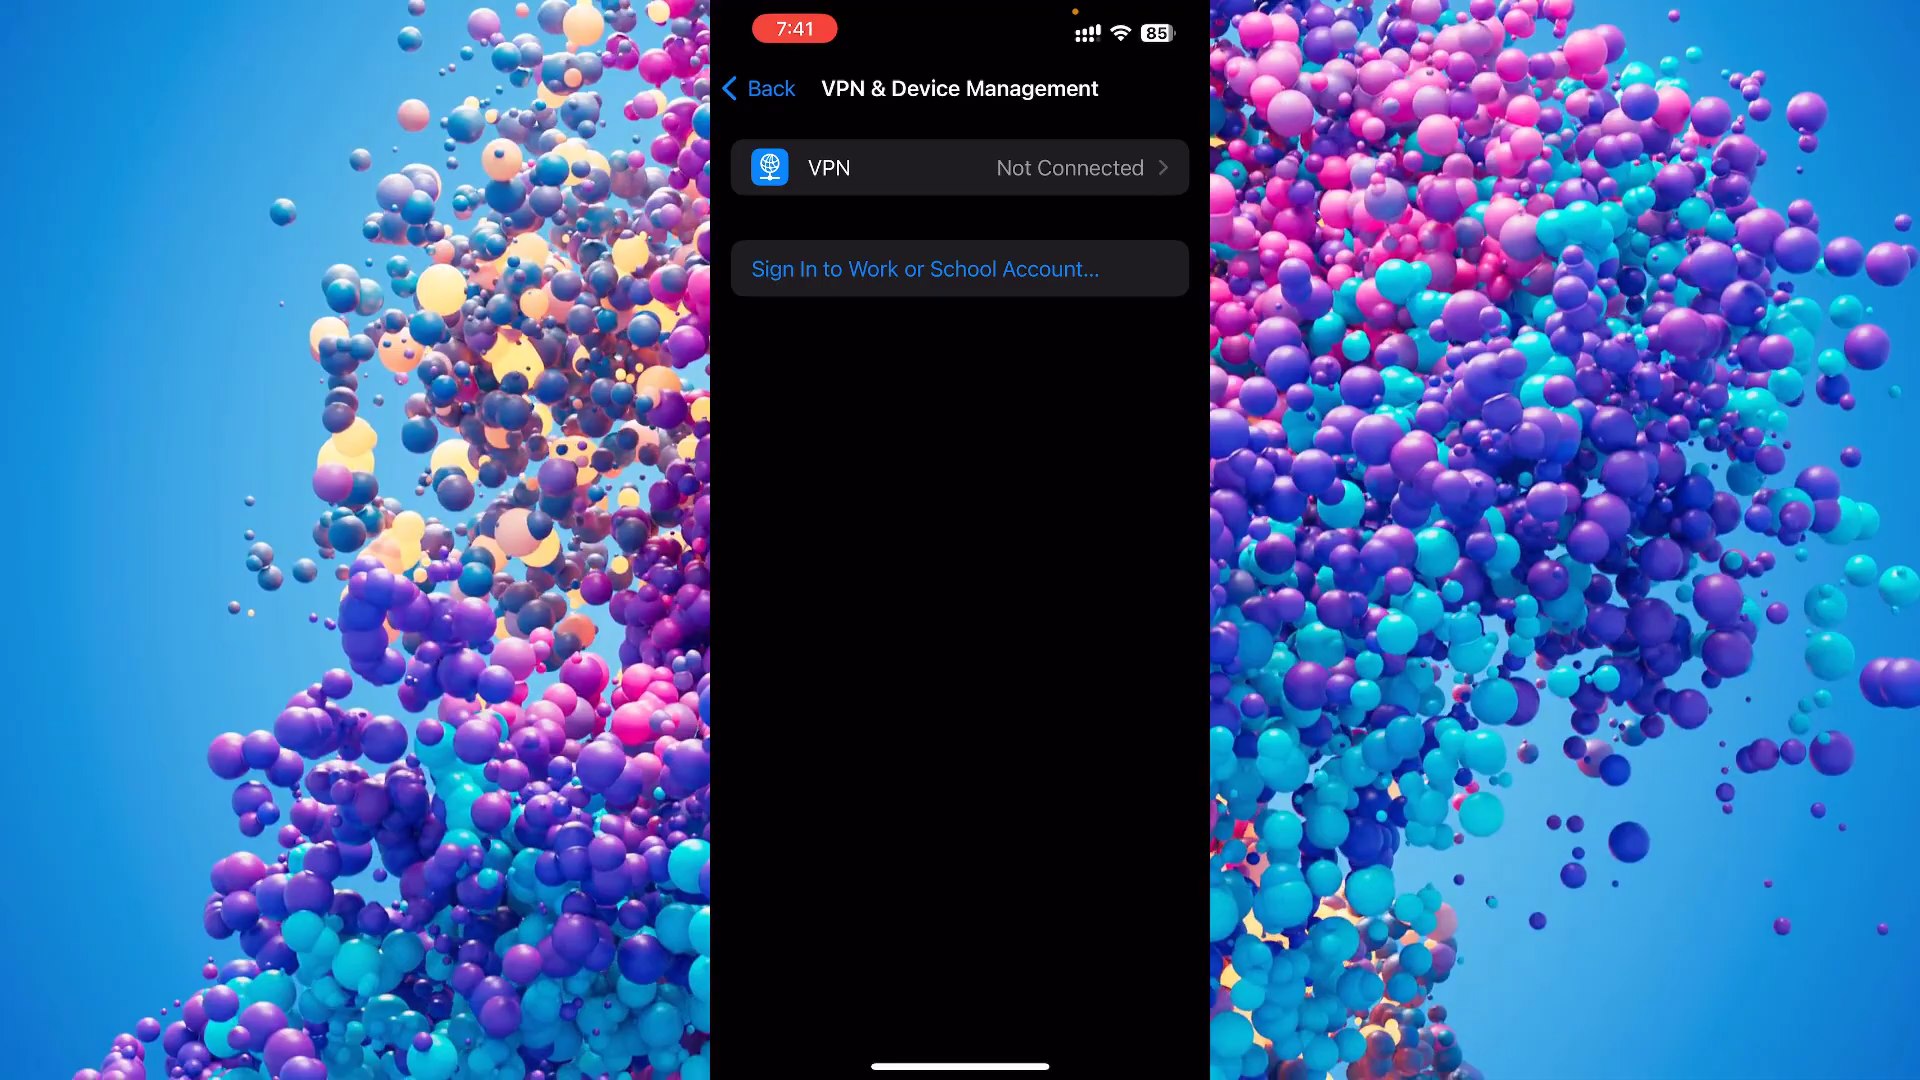 7:41
85
Back
VPN & Device Management
VPN
Not Connected
Sign In to Work or School Account...